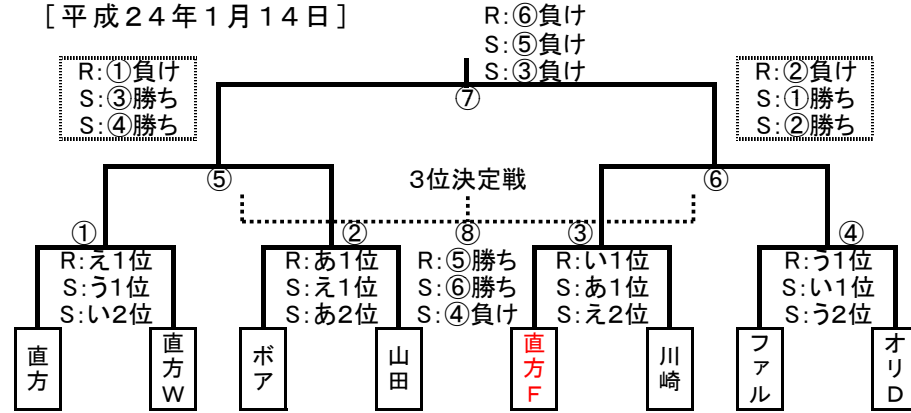 [平成24年1月14日]
R:⑥負け
S:⑤負け
S:③負け
R:①負け
S:③勝ち
S:④勝ち
⑦
R:②負け
S:①勝ち
S:②勝ち
⑤
3位決定戦
⑥
①
②
⑧
③
④
R:え1位
S:う1位
S:い2位
R:あ1位
S:え1位
S:あ2位
R:⑤勝ち
S:⑥勝ち
S:④負け
R:い1位
S:あ1位
S:え2位
R:う1位
S:い1位
S:う2位
直方
直方W
ボア
山田
直方F
川崎
ファル
オリD